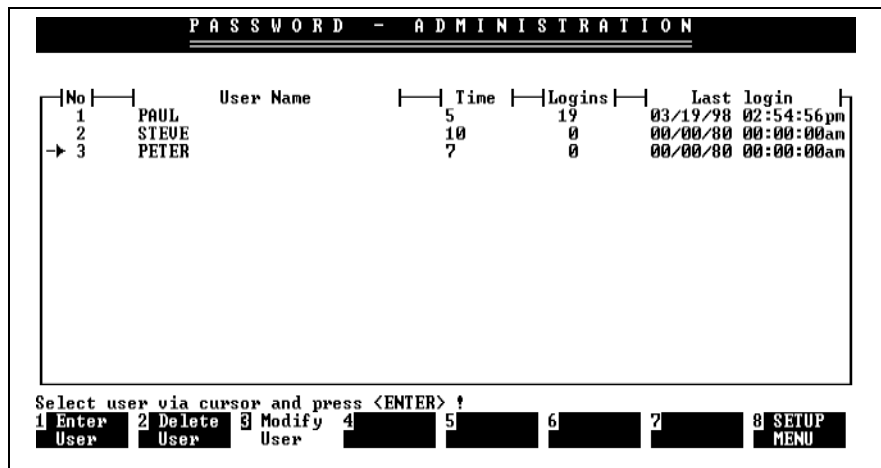 PASSWORD - ADMINISTRATION
No User Name Time Logins Last login
1 PAUL 5 19 03/19/98 02:54:56pm
2 STEVE 10 0 00/00/80 00:00:00am
3 PETER 7 0 00/00/80 00:00:00am
Select user via cursor and press <ENTER> !
1 Enter 2 Delete 3 Modify 4 5 6 7 8 SETUP
User User User MENU